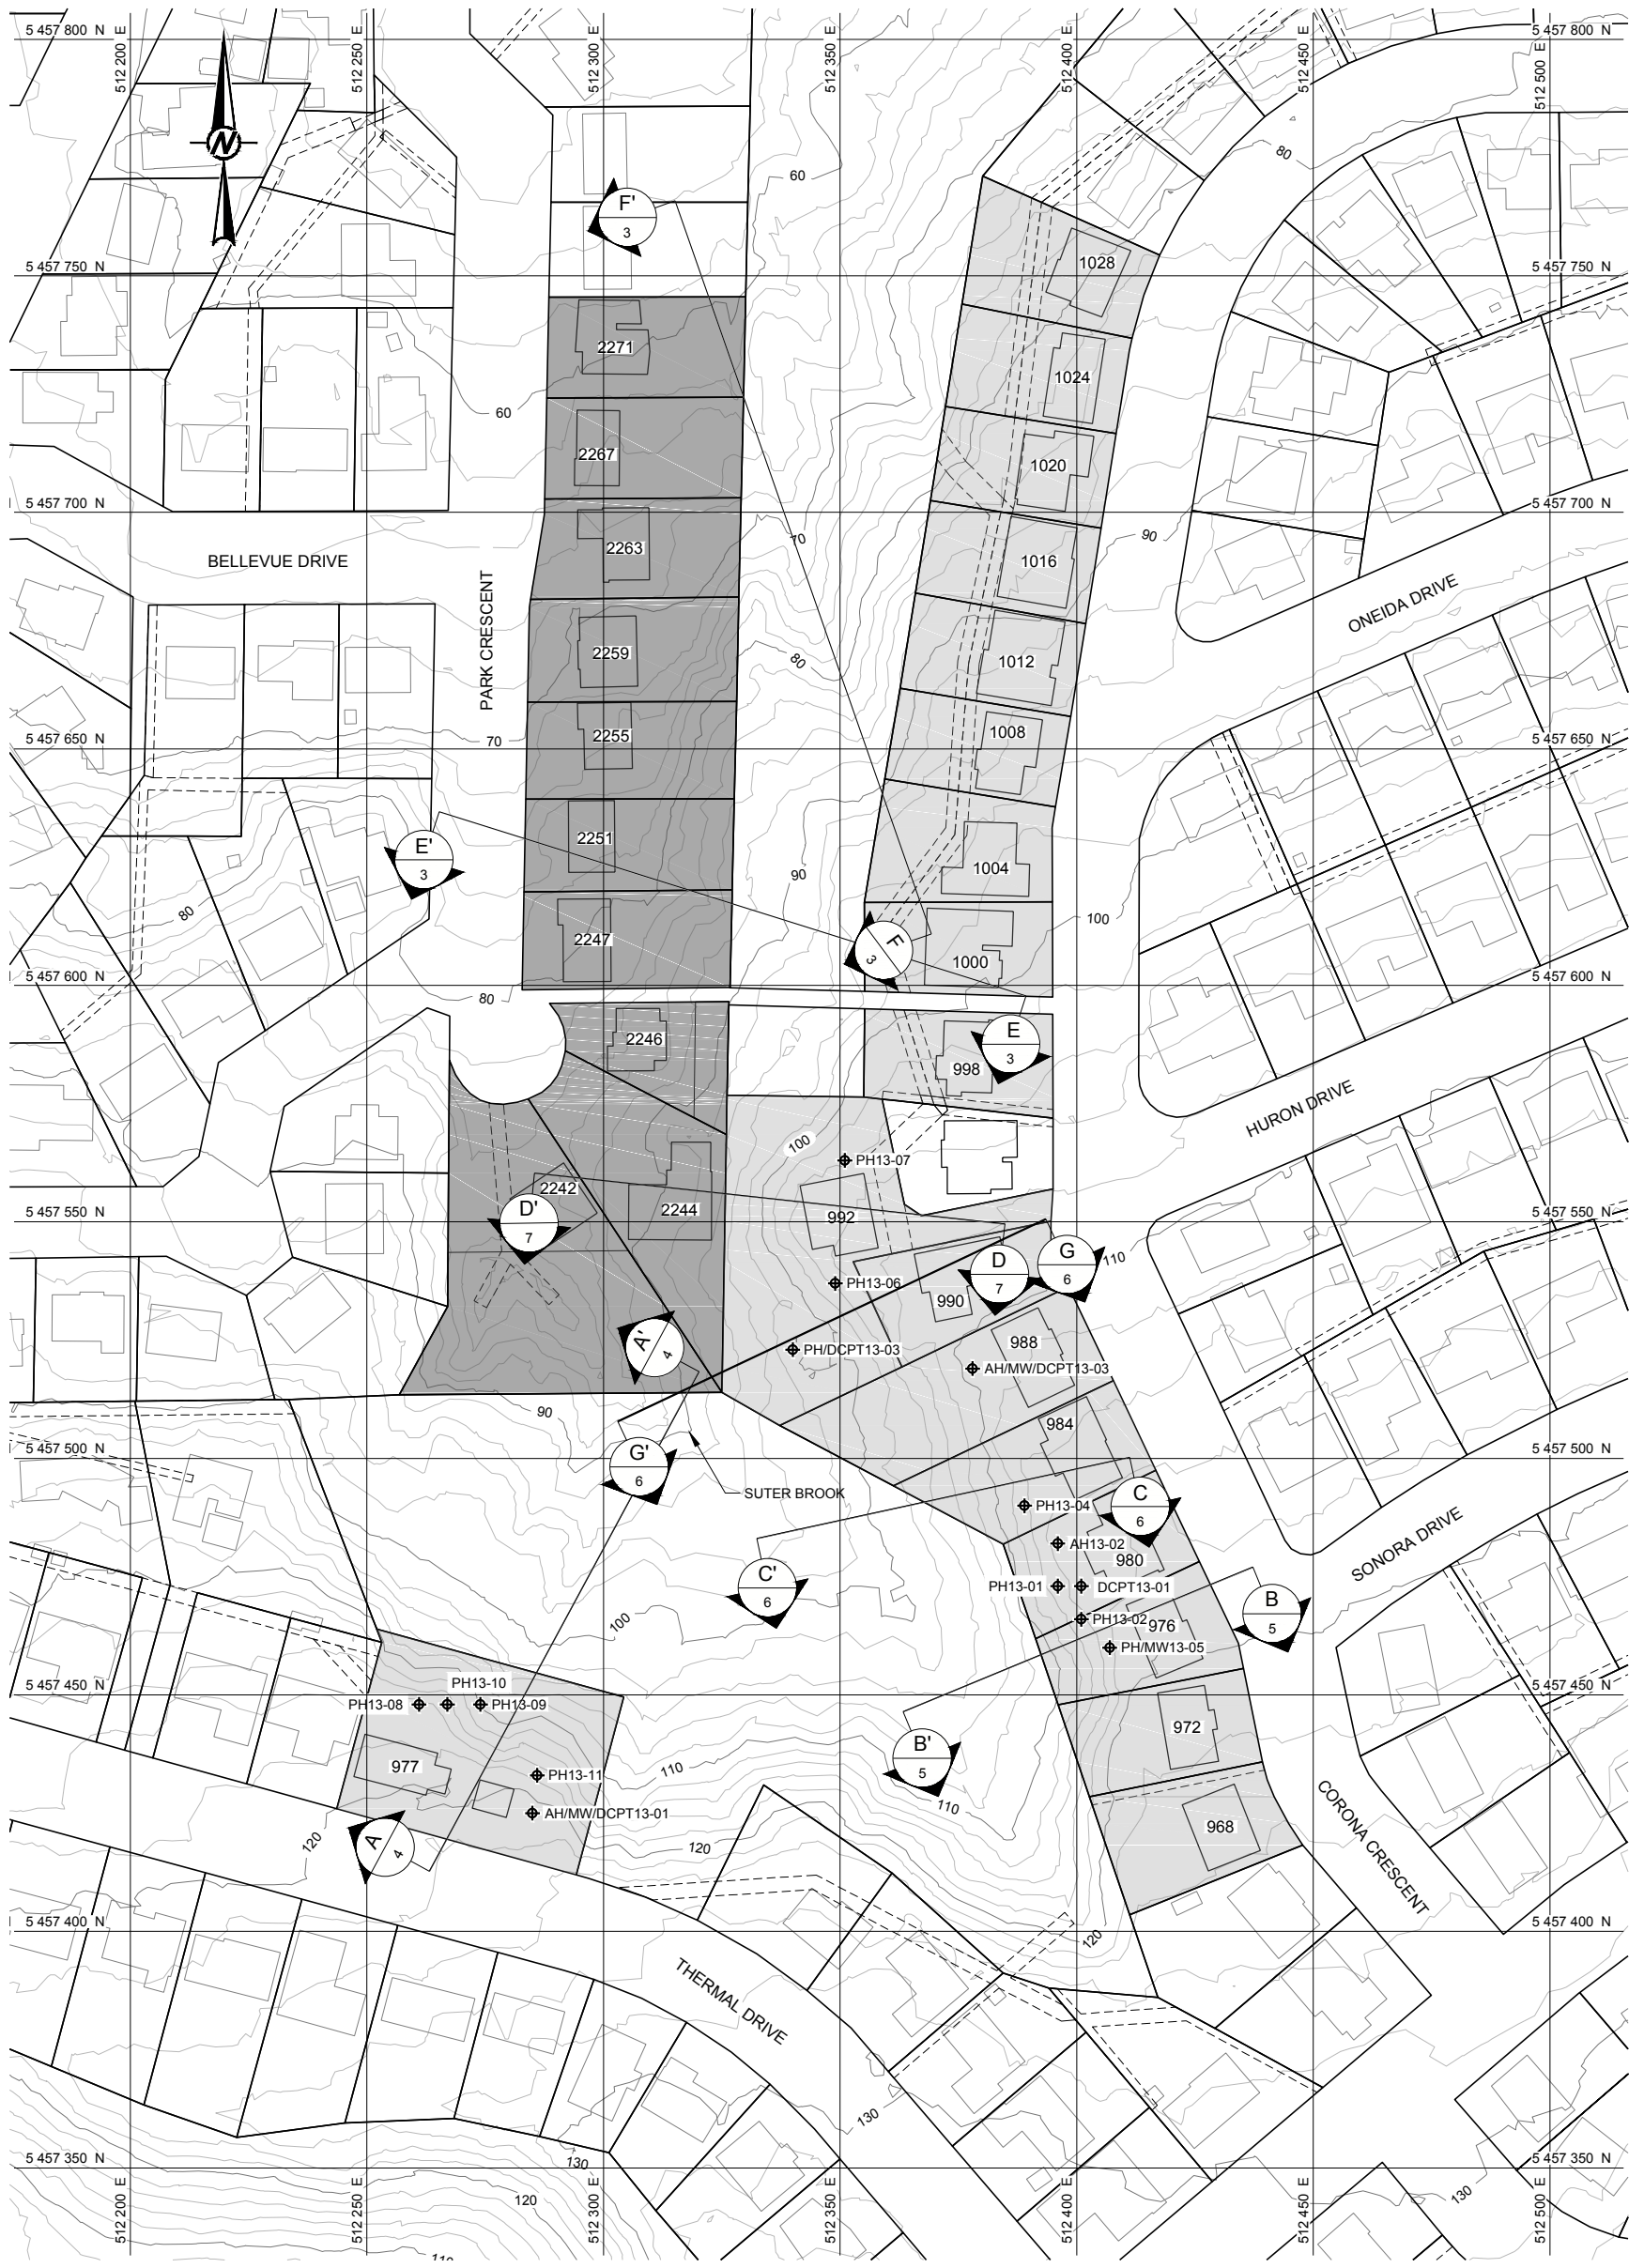 5 457 800 N
512 200 E
512 250 E
512 300 E
512 350 E
512 400 E
512 450 E
512 500 E
5 457 800 N
N
80
60
F'
3
1028
5 457 750 N
5 457 750 N
2271
1024
60
2267
1020
5 457 700 N
5 457 700 N
70
90
BELLEVUE DRIVE
2263
1016
PARK CRESCENT
ONEIDA DRIVE
2259
80
1012
2255
1008
70
5 457 650 N
5 457 650 N
2251
E'
3
1004
90
80
100
2247
F
3
1000
5 457 600 N
5 457 600 N
80
2246
E
3
998
HURON DRIVE
100
PH13-07
2242
2244
992
5 457 550 N
5 457 550 N
D'
7
G
6
110
D
7
PH13-06
990
A'
4
PH/DCPT13-03
988
AH/MW/DCPT13-03
90
984
5 457 500 N
5 457 500 N
G'
6
SUTER BROOK
PH13-04
C
6
SONORA DRIVE
AH13-02
980
C'
6
PH13-01
DCPT13-01
B
5
100
PH13-02
976
PH/MW13-05
PH13-10
5 457 450 N
PH13-08
PH13-09
5 457 450 N
972
B'
5
977
110
PH13-11
110
AH/MW/DCPT13-01
968
CORONA CRESCENT
A
4
120
120
5 457 400 N
5 457 400 N
120
THERMAL DRIVE
130
5 457 350 N
130
5 457 350 N
120
130
512 200 E
512 250 E
512 300 E
512 350 E
512 400 E
512 450 E
512 500 E